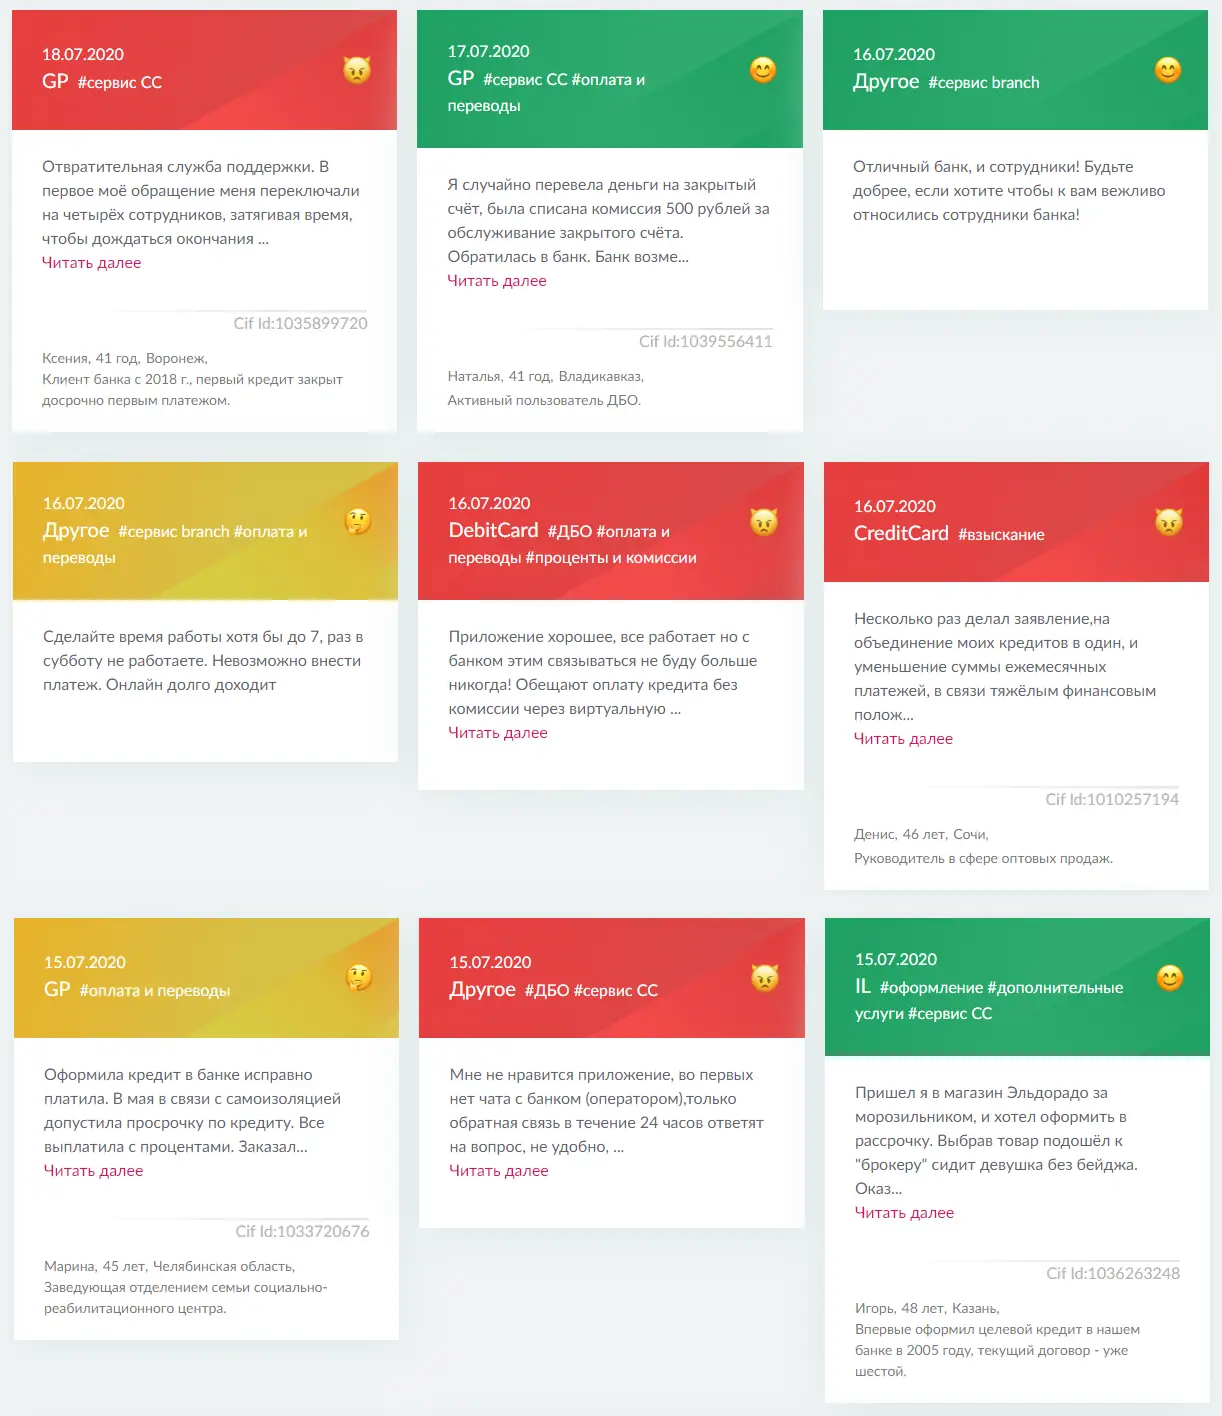 18.07.2020
GP #сервис CC
Отвратительная служба поддержки. В
первое моё обращение меня переключали
на четырёх сотрудников, затягивая время,
чтобы дождаться окончания ...
Читать далее
Cif Id:1035899720
Ксения, 41 год, Воронеж,
Клиент банка с 2018 г., первый кредит закрыт
досрочно первым платежом.
17.07.2020
GP #сервис CC #оплата и
переводы
Я случайно перевела деньги на закрытый
счёт, была списана комиссия 500 рублей за
обслуживание закрытого счёта.
Обратилась в банк. Банк возме...
Читать далее
Cif Id:1039556411
Наталья, 41 год, Владикавказ,
Активный пользователь ДБО.
16.07.2020
Другое #сервис branch
Отличный банк, и сотрудники! Будьте
добрее, если хотите чтобы к вам вежливо
относились сотрудники банка!
16.07.2020
Другое #сервис branch #оплата и
переводы
Сделайте время работы хотя бы до 7, раз в
субботу не работаете. Невозможно внести
платеж. Онлайн долго доходит
16.07.2020
DebitCard #ДБО #оплата и
переводы #проценты и комиссии
Приложение хорошее, все работает но с
банком этим связываться не буду больше
никогда! Обещают оплату кредита без
комиссии через виртуальную ...
Читать далее
16.07.2020
CreditCard #взыскание
Несколько раз делал заявление,на
объединение моих кредитов в один, и
уменьшение суммы ежемесячных
платежей, в связи тяжёлым финансовым
полож...
Читать далее
Cif Id:1010257194
Денис, 46 лет, Сочи,
Руководитель в сфере оптовых продаж.
15.07.2020
GP #оплата и переводы
Оформила кредит в банке исправно
платила. В мая в связи с самоизоляцией
допустила просрочку по кредиту. Все
выплатила с процентами. Заказал...
Читать далее
Cif Id:1033720676
Марина, 45 лет, Челябинская область,
Заведующая отделением семьи социально-
реабилитационного центра.
15.07.2020
Другое #ДБО #сервис CC
Мне не нравится приложение, во первых
нет чата с банком (оператором),только
обратная связь в течение 24 часов ответят
на вопрос, не удобно, ...
Читать далее
15.07.2020
IL #оформление #дополнительные
услуги #сервис CC
Пришел я в магазин Эльдорадо за
морозильником, и хотел оформить в
рассрочку. Выбрав товар подошёл к
"брокеру" сидит девушка без бейджа.
Оказ...
Читать далее
Cif Id:1036263248
Игорь, 48 лет, Казань,
Впервые оформил целевой кредит в нашем
банке в 2005 году, текущий договор - уже
шестой.